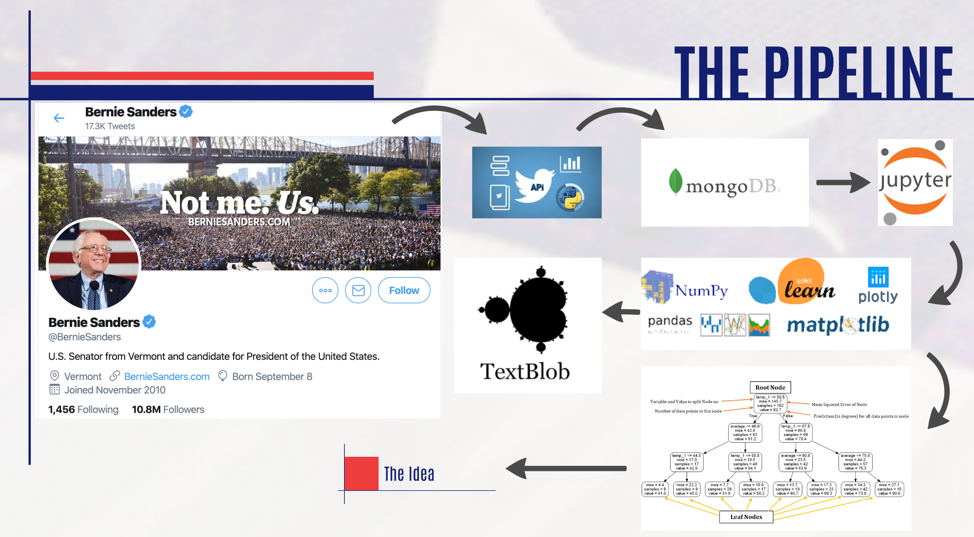 THE PIPELINE
Bernie Sanders
17.3K Tweets
Not me. Us.
BERNIESANDERS.COM
Follow
Bernie Sanders
@BernieSanders
U.S. Senator from Vermont and candidate for President of the United States.
Vermont BernieSanders.com Born September 8
Joined November 2010
1,456 Following 10.8M Followers
APi
mongoDB.
jupyter
NumPy
scikit
learn
plotly
pandas
matplotlib
TextBlob
Root Node
Variable and Value to split Node on
Mean Squared Error of Node
Number of data points in this node
Prediction (in degrees) for all data points in node
True
False
Leaf Nodes
The Idea